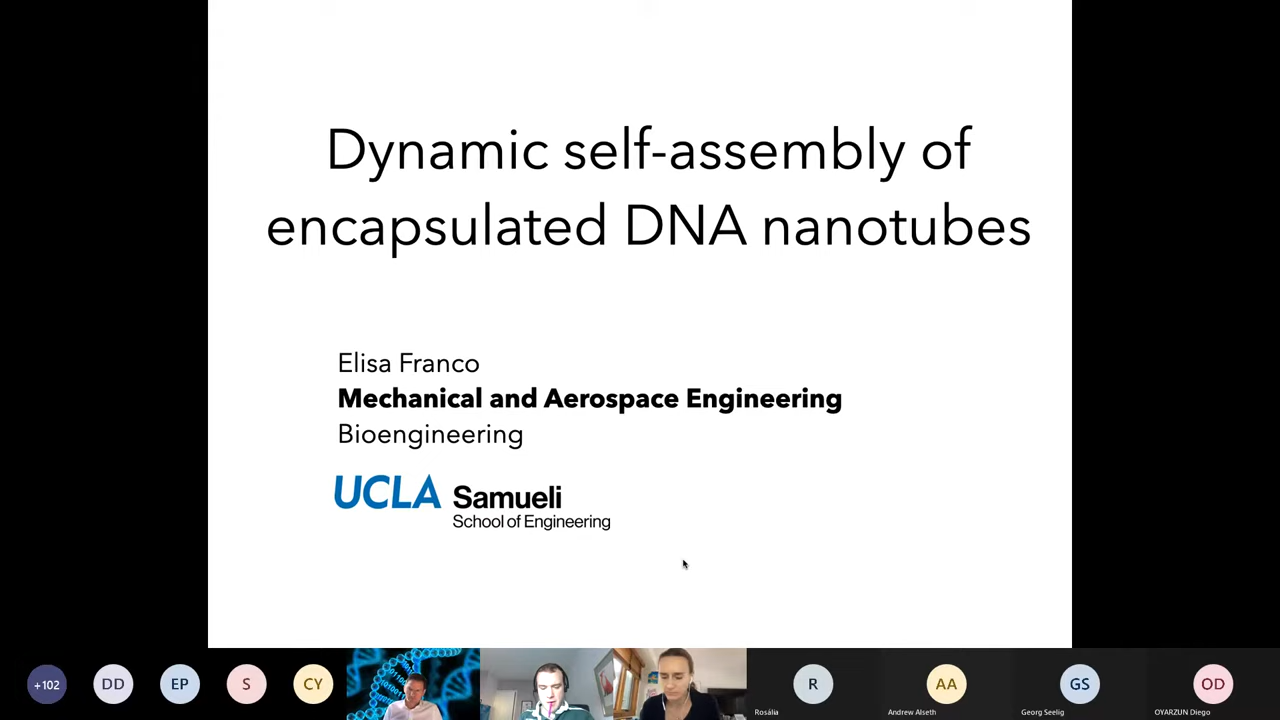 Dynamic self-assembly of
encapsulated DNA nanotubes
Elisa Franco
Mechanical and Aerospace Engineering
Bioengineering
UCLA Samueli
School of Engineering
+102
DD
EP
S
CY
R
AA
GS
OD
Rosália
Andrew Alseth
Georg Seelig
OYARZUN Diego